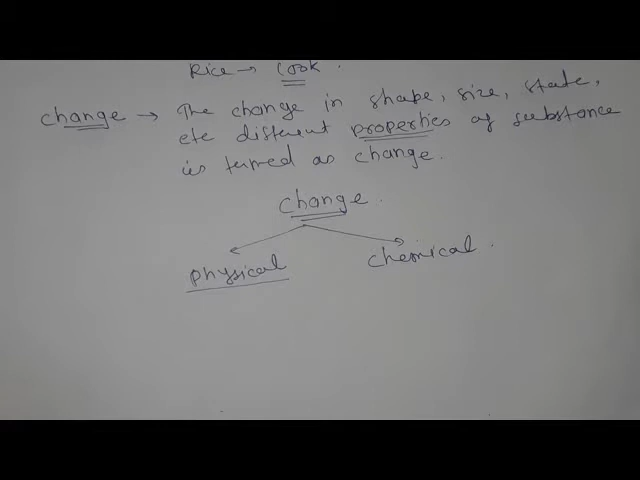 Rice → Cook.
change → The change in shape, size, state,
etc different properties of substance
is termed as change.
change.
physical chemical.